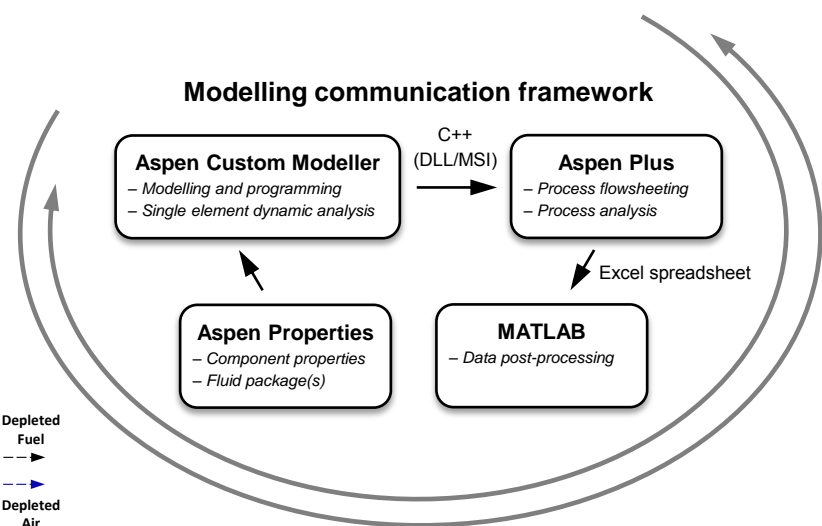 Modelling communication framework
Aspen Custom Modeller
– Modelling and programming
– Single element dynamic analysis
C++
(DLL/MSI)
Aspen Plus
– Process flowsheeting
– Process analysis
Excel spreadsheet
Aspen Properties
– Component properties
– Fluid package(s)
MATLAB
– Data post-processing
Depleted
Fuel
Depleted
Air